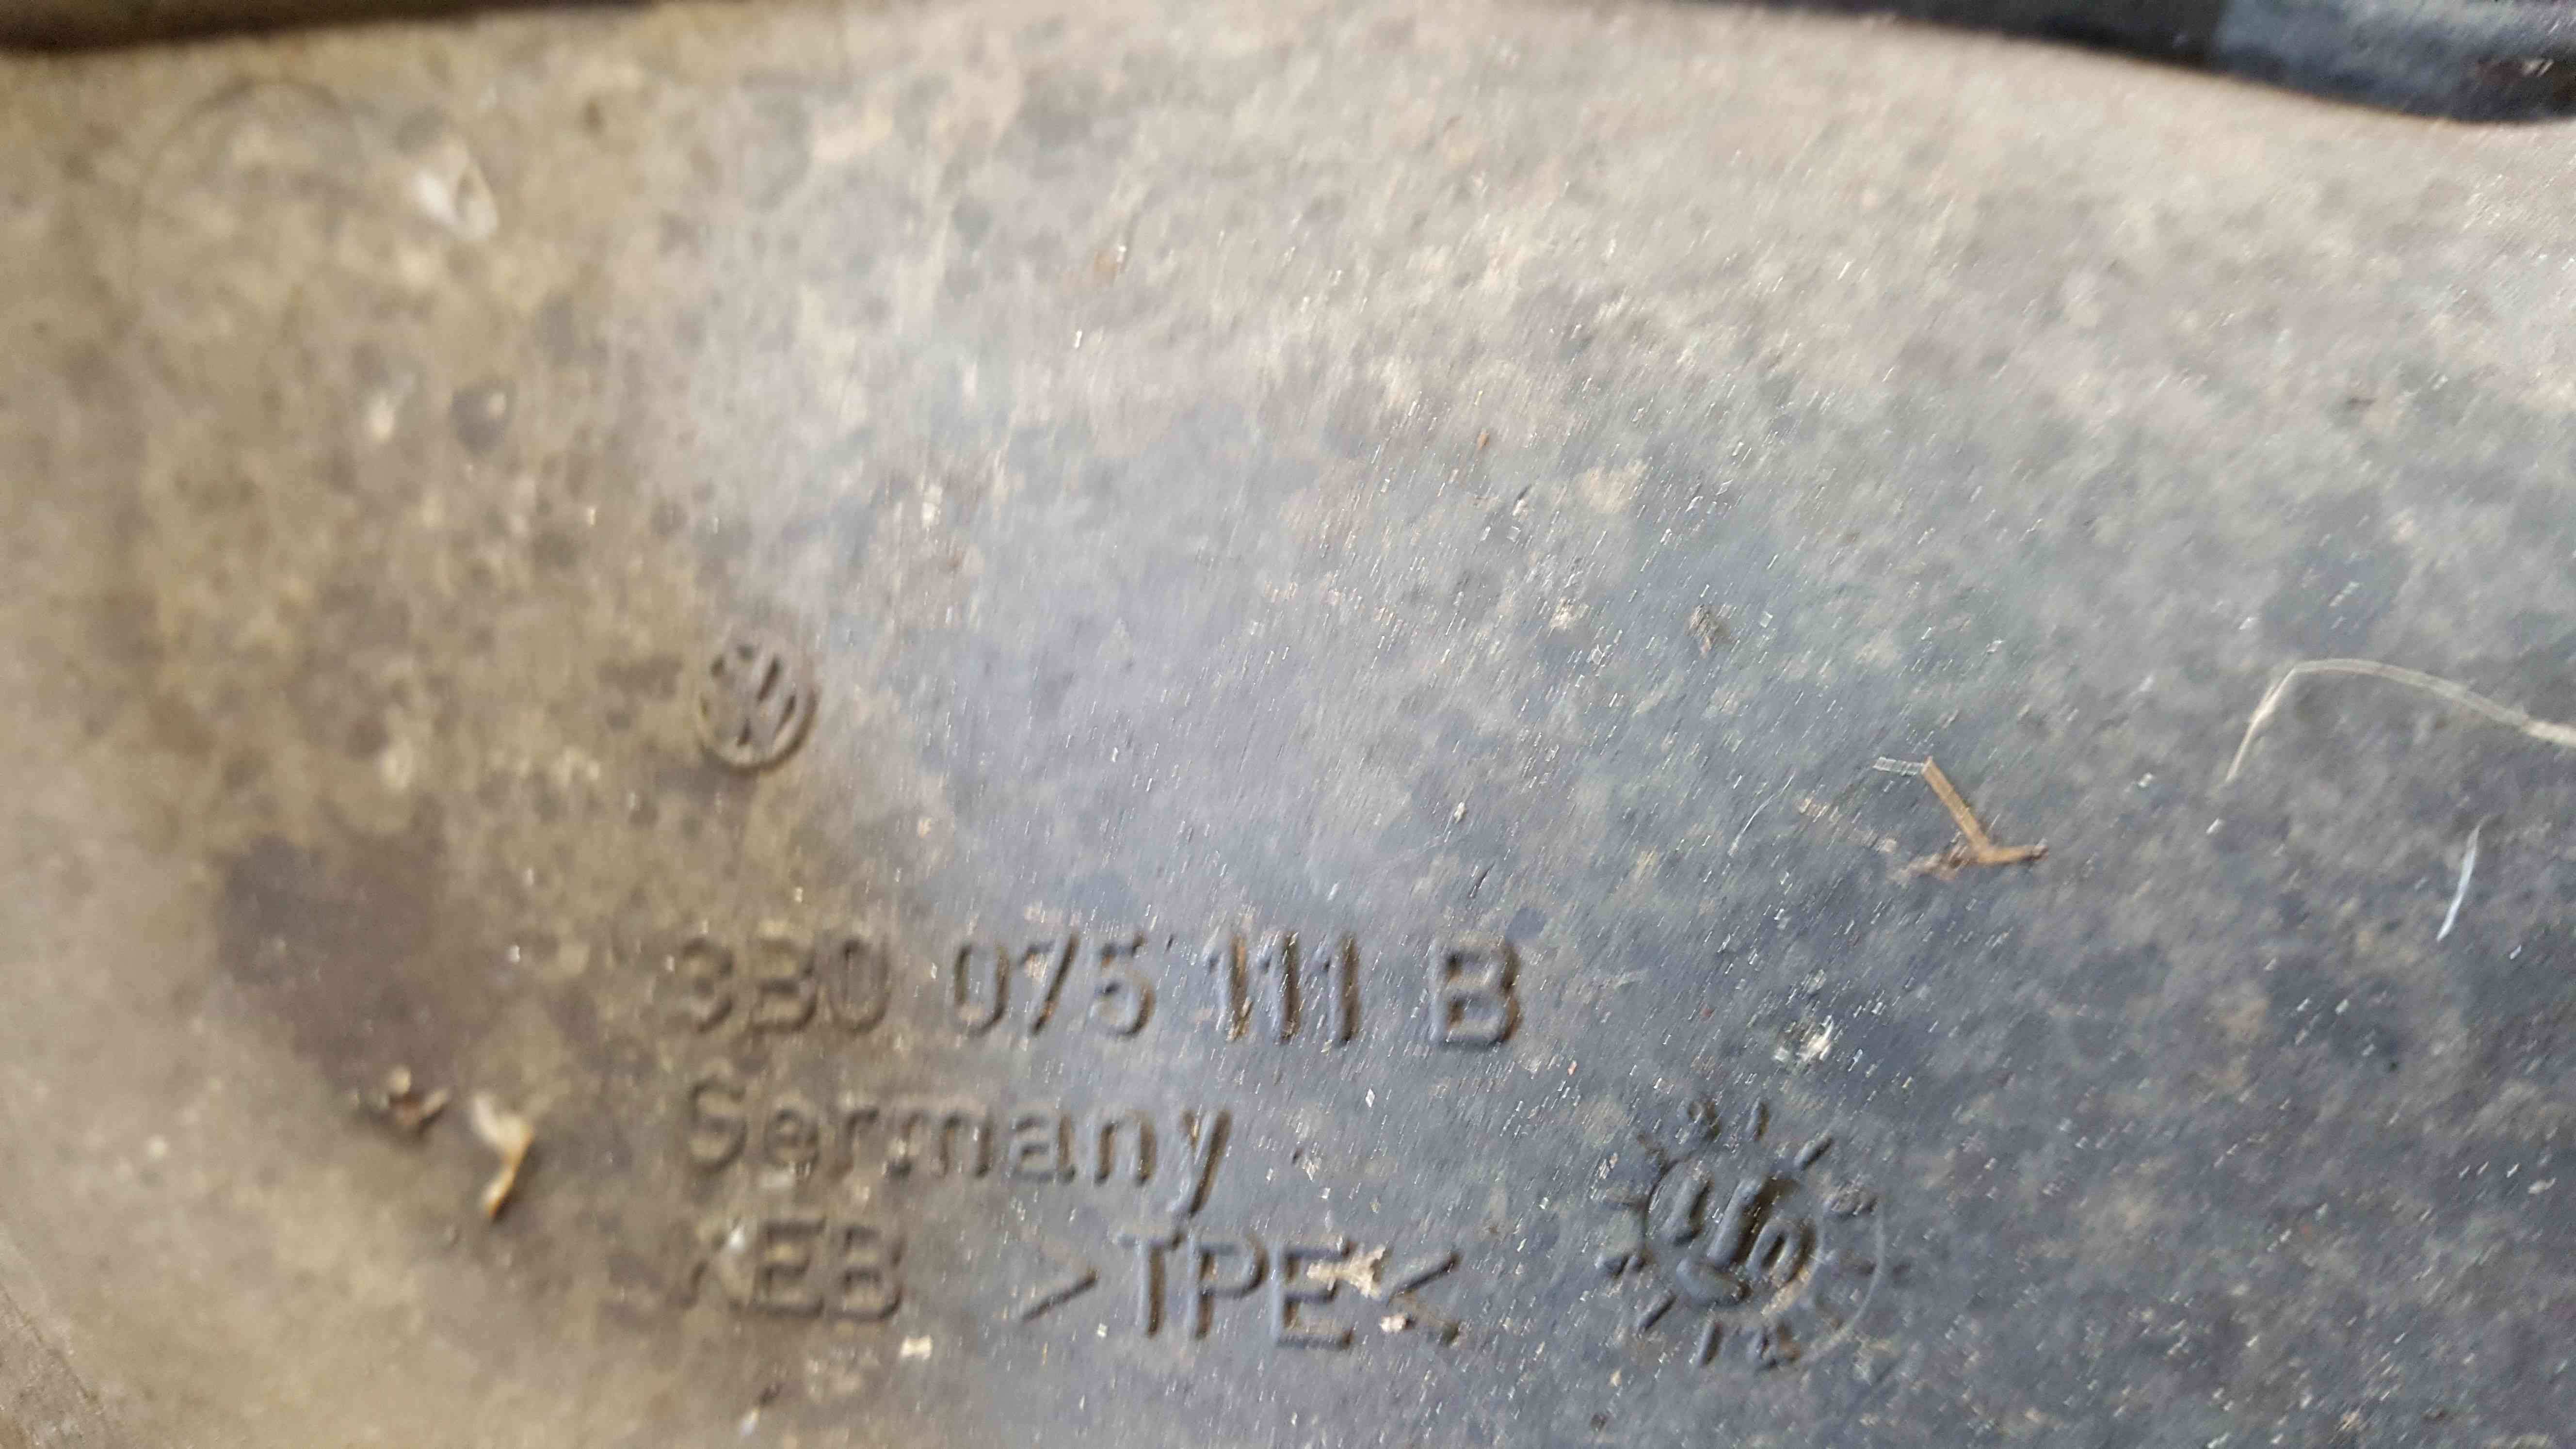 3B0 075 111 B
Germany
KEB >TPE<